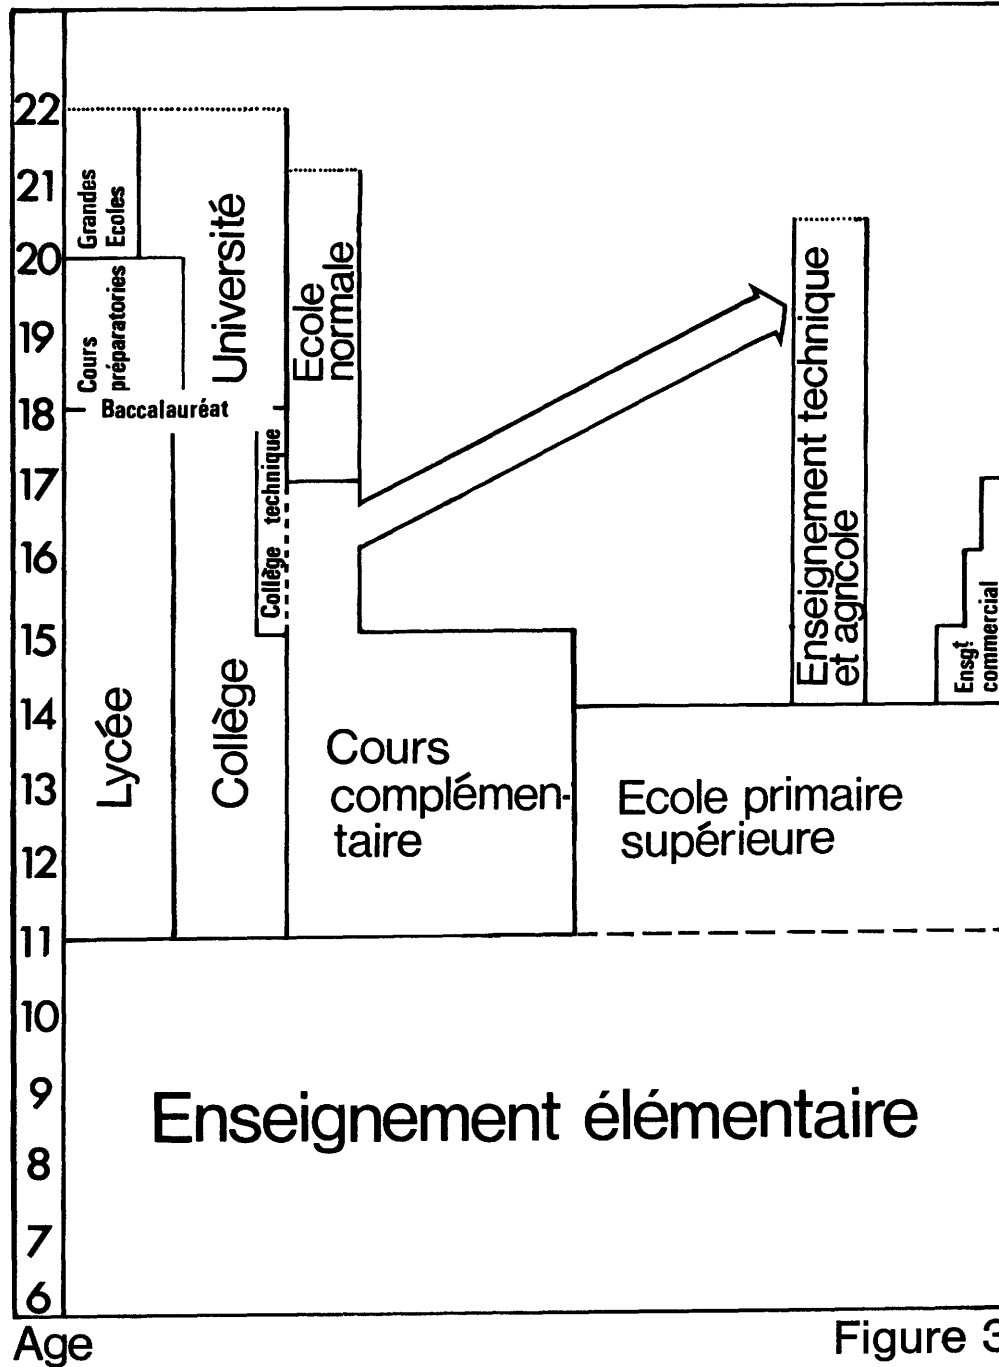 22
21
20
19
18
17
16
15
14
13
12
11
10
9
8
7
6
Age
Grandes
Ecoles
Cours
préparatories
Université
Baccalauréat
Ecole
normale
Lycée
Collège
Collège technique
Cours
complémen-
taire
Ecole primaire
supérieure
Enseignement technique
et agricole
Ensgt
commercial
Enseignement élémentaire
Figure 3